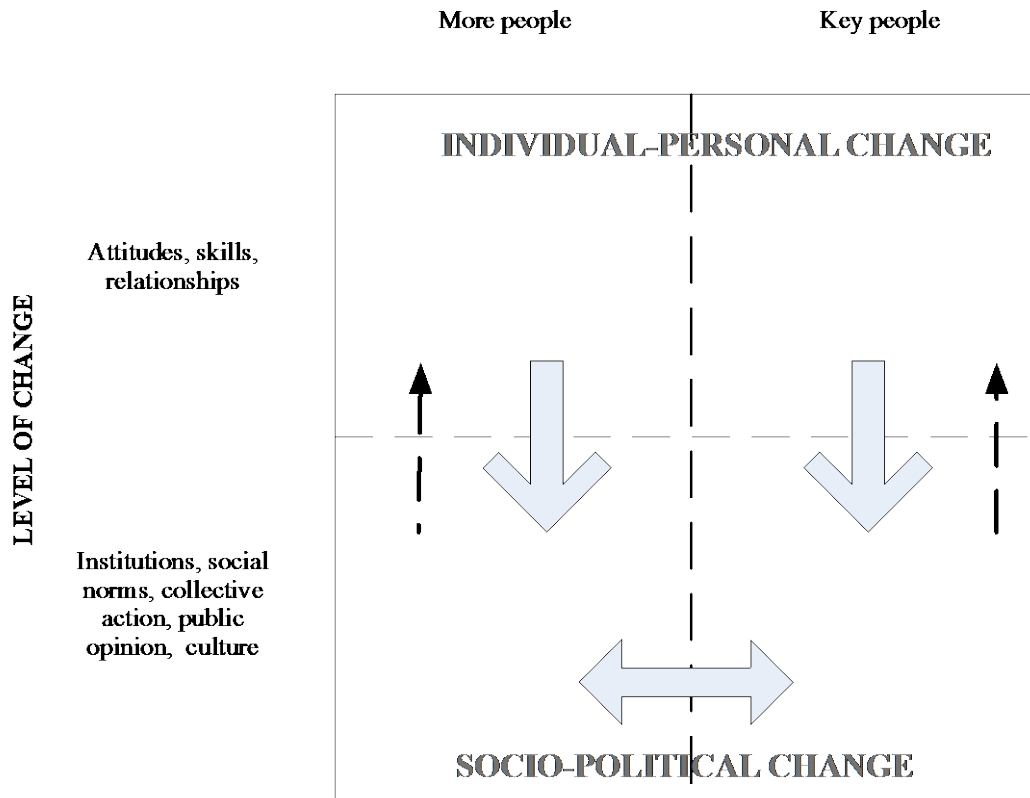 More people
Key people
INDIVIDUAL-PERSONAL CHANGE
Attitudes, skills,
relationships
LEVEL OF CHANGE
Institutions, social
norms, collective
action, public
opinion, culture
SOCIO-POLITICAL CHANGE